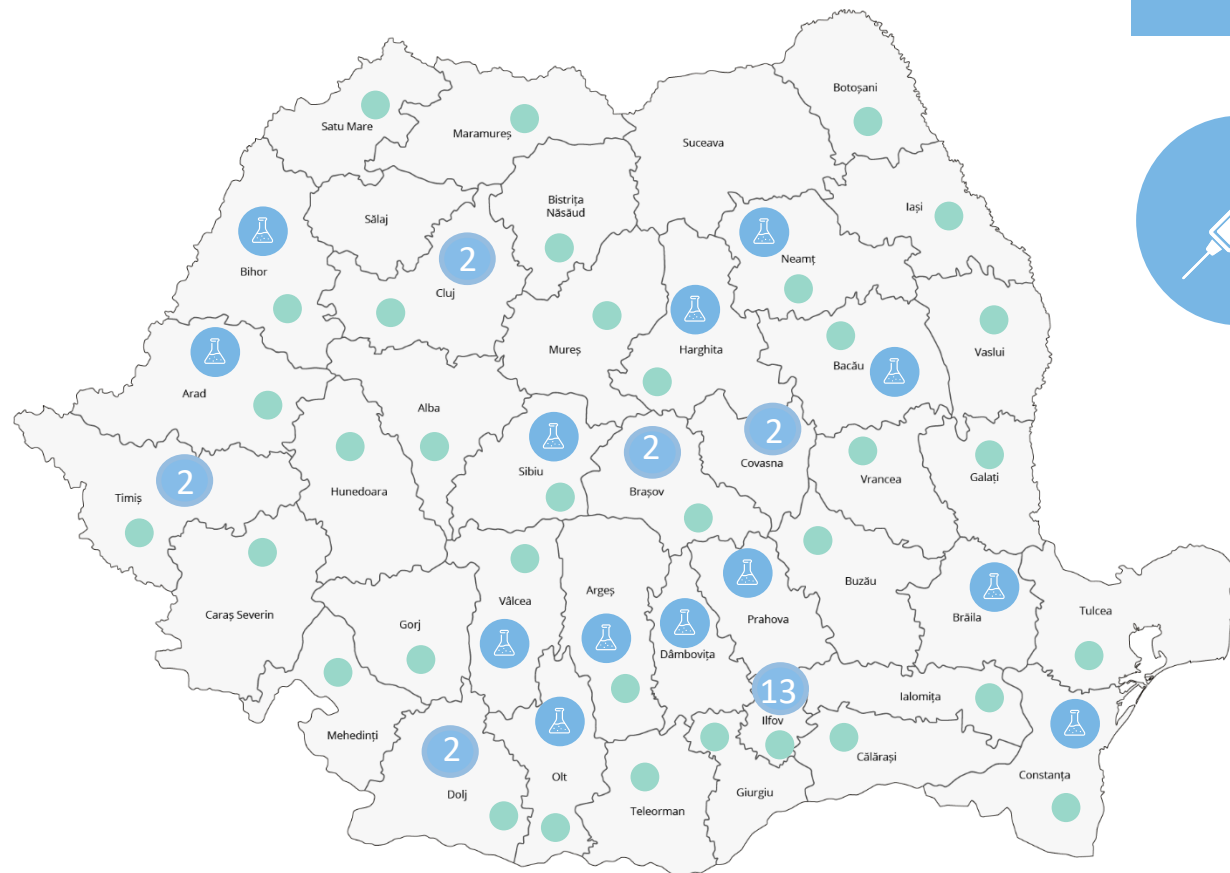 Botoșani
Satu Mare
Maramureș
Suceava
Bistrița
Năsăud
Iași
Sălaj
2
Cluj
Neamț
Bihor
Mureș
Harghita
Bacău
Vaslui
Arad
Alba
2
Covasna
2
Brașov
Sibiu
Vrancea
Galați
2
Timiș
Hunedoara
Argeș
Vâlcea
Buzău
Tulcea
Caraș Severin
Gorj
Prahova
Brăila
Dâmbovița
13
Ilfov
Ialomița
Mehedinți
2
Dolj
Olt
Călărași
Constanța
Giurgiu
Teleorman